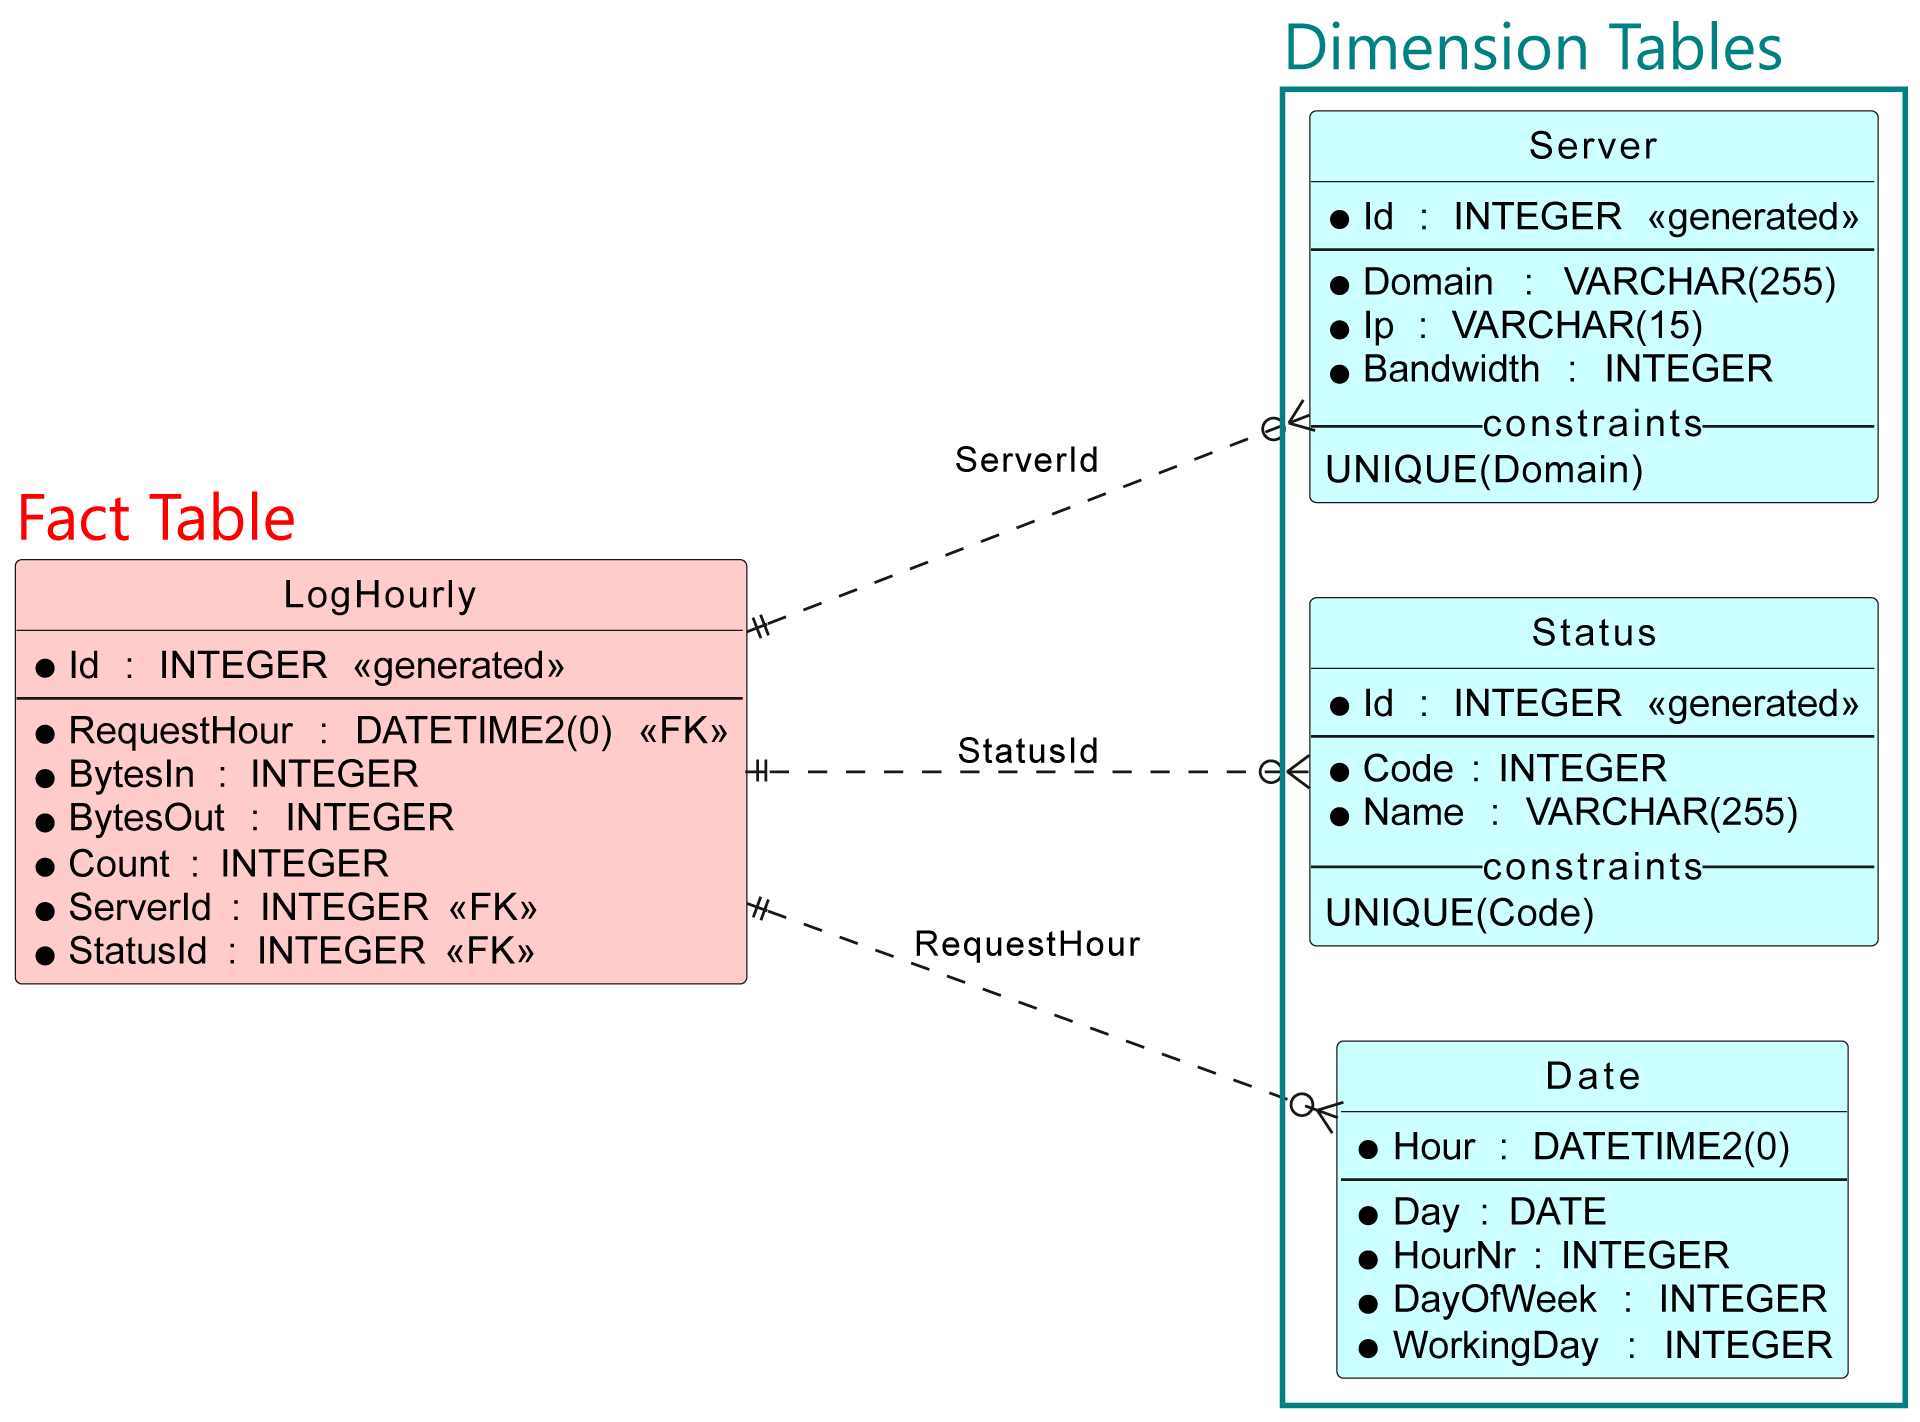 Fact Table
LogHourly
Id : INTEGER «generated»
RequestHour : DATETIME2(0) «FK»
BytesIn : INTEGER
BytesOut : INTEGER
Count : INTEGER
ServerId : INTEGER «FK»
StatusId : INTEGER «FK»
ServerId
StatusId
RequestHour
Dimension Tables
Server
Id : INTEGER «generated»
Domain : VARCHAR(255)
Ip : VARCHAR(15)
Bandwidth : INTEGER
constraints
UNIQUE(Domain)
Status
Id : INTEGER «generated»
Code : INTEGER
Name : VARCHAR(255)
constraints
UNIQUE(Code)
Date
Hour : DATETIME2(0)
Day : DATE
HourNr : INTEGER
DayOfWeek : INTEGER
WorkingDay : INTEGER